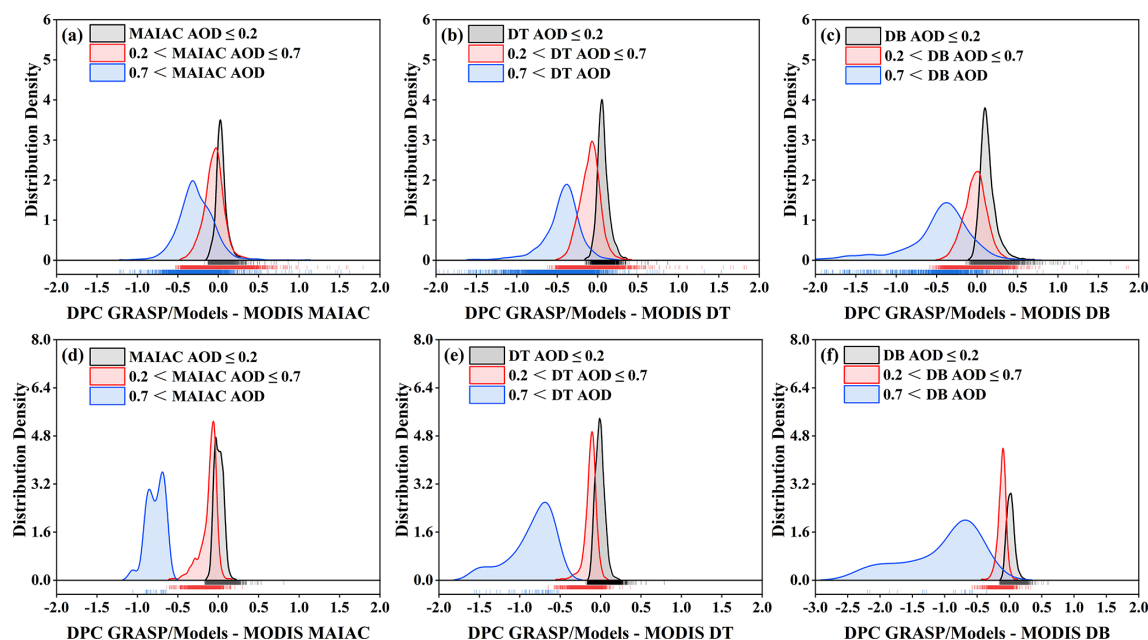 (a)
MAIAC AOD ≤ 0.2
0.2 < MAIAC AOD ≤ 0.7
0.7 < MAIAC AOD
Distribution Density
6
5
4
3
2
1
0
-2.0 -1.5 -1.0 -0.5 0.0 0.5 1.0 1.5 2.0
DPC GRASP/Models - MODIS MAIAC
(b)
DT AOD ≤ 0.2
0.2 < DT AOD ≤ 0.7
0.7 < DT AOD
Distribution Density
6
5
4
3
2
1
0
-2.0 -1.5 -1.0 -0.5 0.0 0.5 1.0 1.5 2.0
DPC GRASP/Models - MODIS DT
(c)
DB AOD ≤ 0.2
0.2 < DB AOD ≤ 0.7
0.7 < DB AOD
Distribution Density
6
5
4
3
2
1
0
-2.0 -1.5 -1.0 -0.5 0.0 0.5 1.0 1.5 2.0
DPC GRASP/Models - MODIS DB
(d)
MAIAC AOD ≤ 0.2
0.2 < MAIAC AOD ≤ 0.7
0.7 < MAIAC AOD
Distribution Density
8.0
6.4
4.8
3.2
1.6
0.0
-2.0 -1.5 -1.0 -0.5 0.0 0.5 1.0 1.5 2.0
DPC GRASP/Models - MODIS MAIAC
(e)
DT AOD ≤ 0.2
0.2 < DT AOD ≤ 0.7
0.7 < DT AOD
Distribution Density
8.0
6.4
4.8
3.2
1.6
0.0
-2.0 -1.5 -1.0 -0.5 0.0 0.5 1.0 1.5 2.0
DPC GRASP/Models - MODIS DT
(f)
DB AOD ≤ 0.2
0.2 < DB AOD ≤ 0.7
0.7 < DB AOD
Distribution Density
8.0
6.4
4.8
3.2
1.6
0.0
-3.0 -2.5 -2.0 -1.5 -1.0 -0.5 0.0 0.5 1.0 1.5 2.0
DPC GRASP/Models - MODIS DB